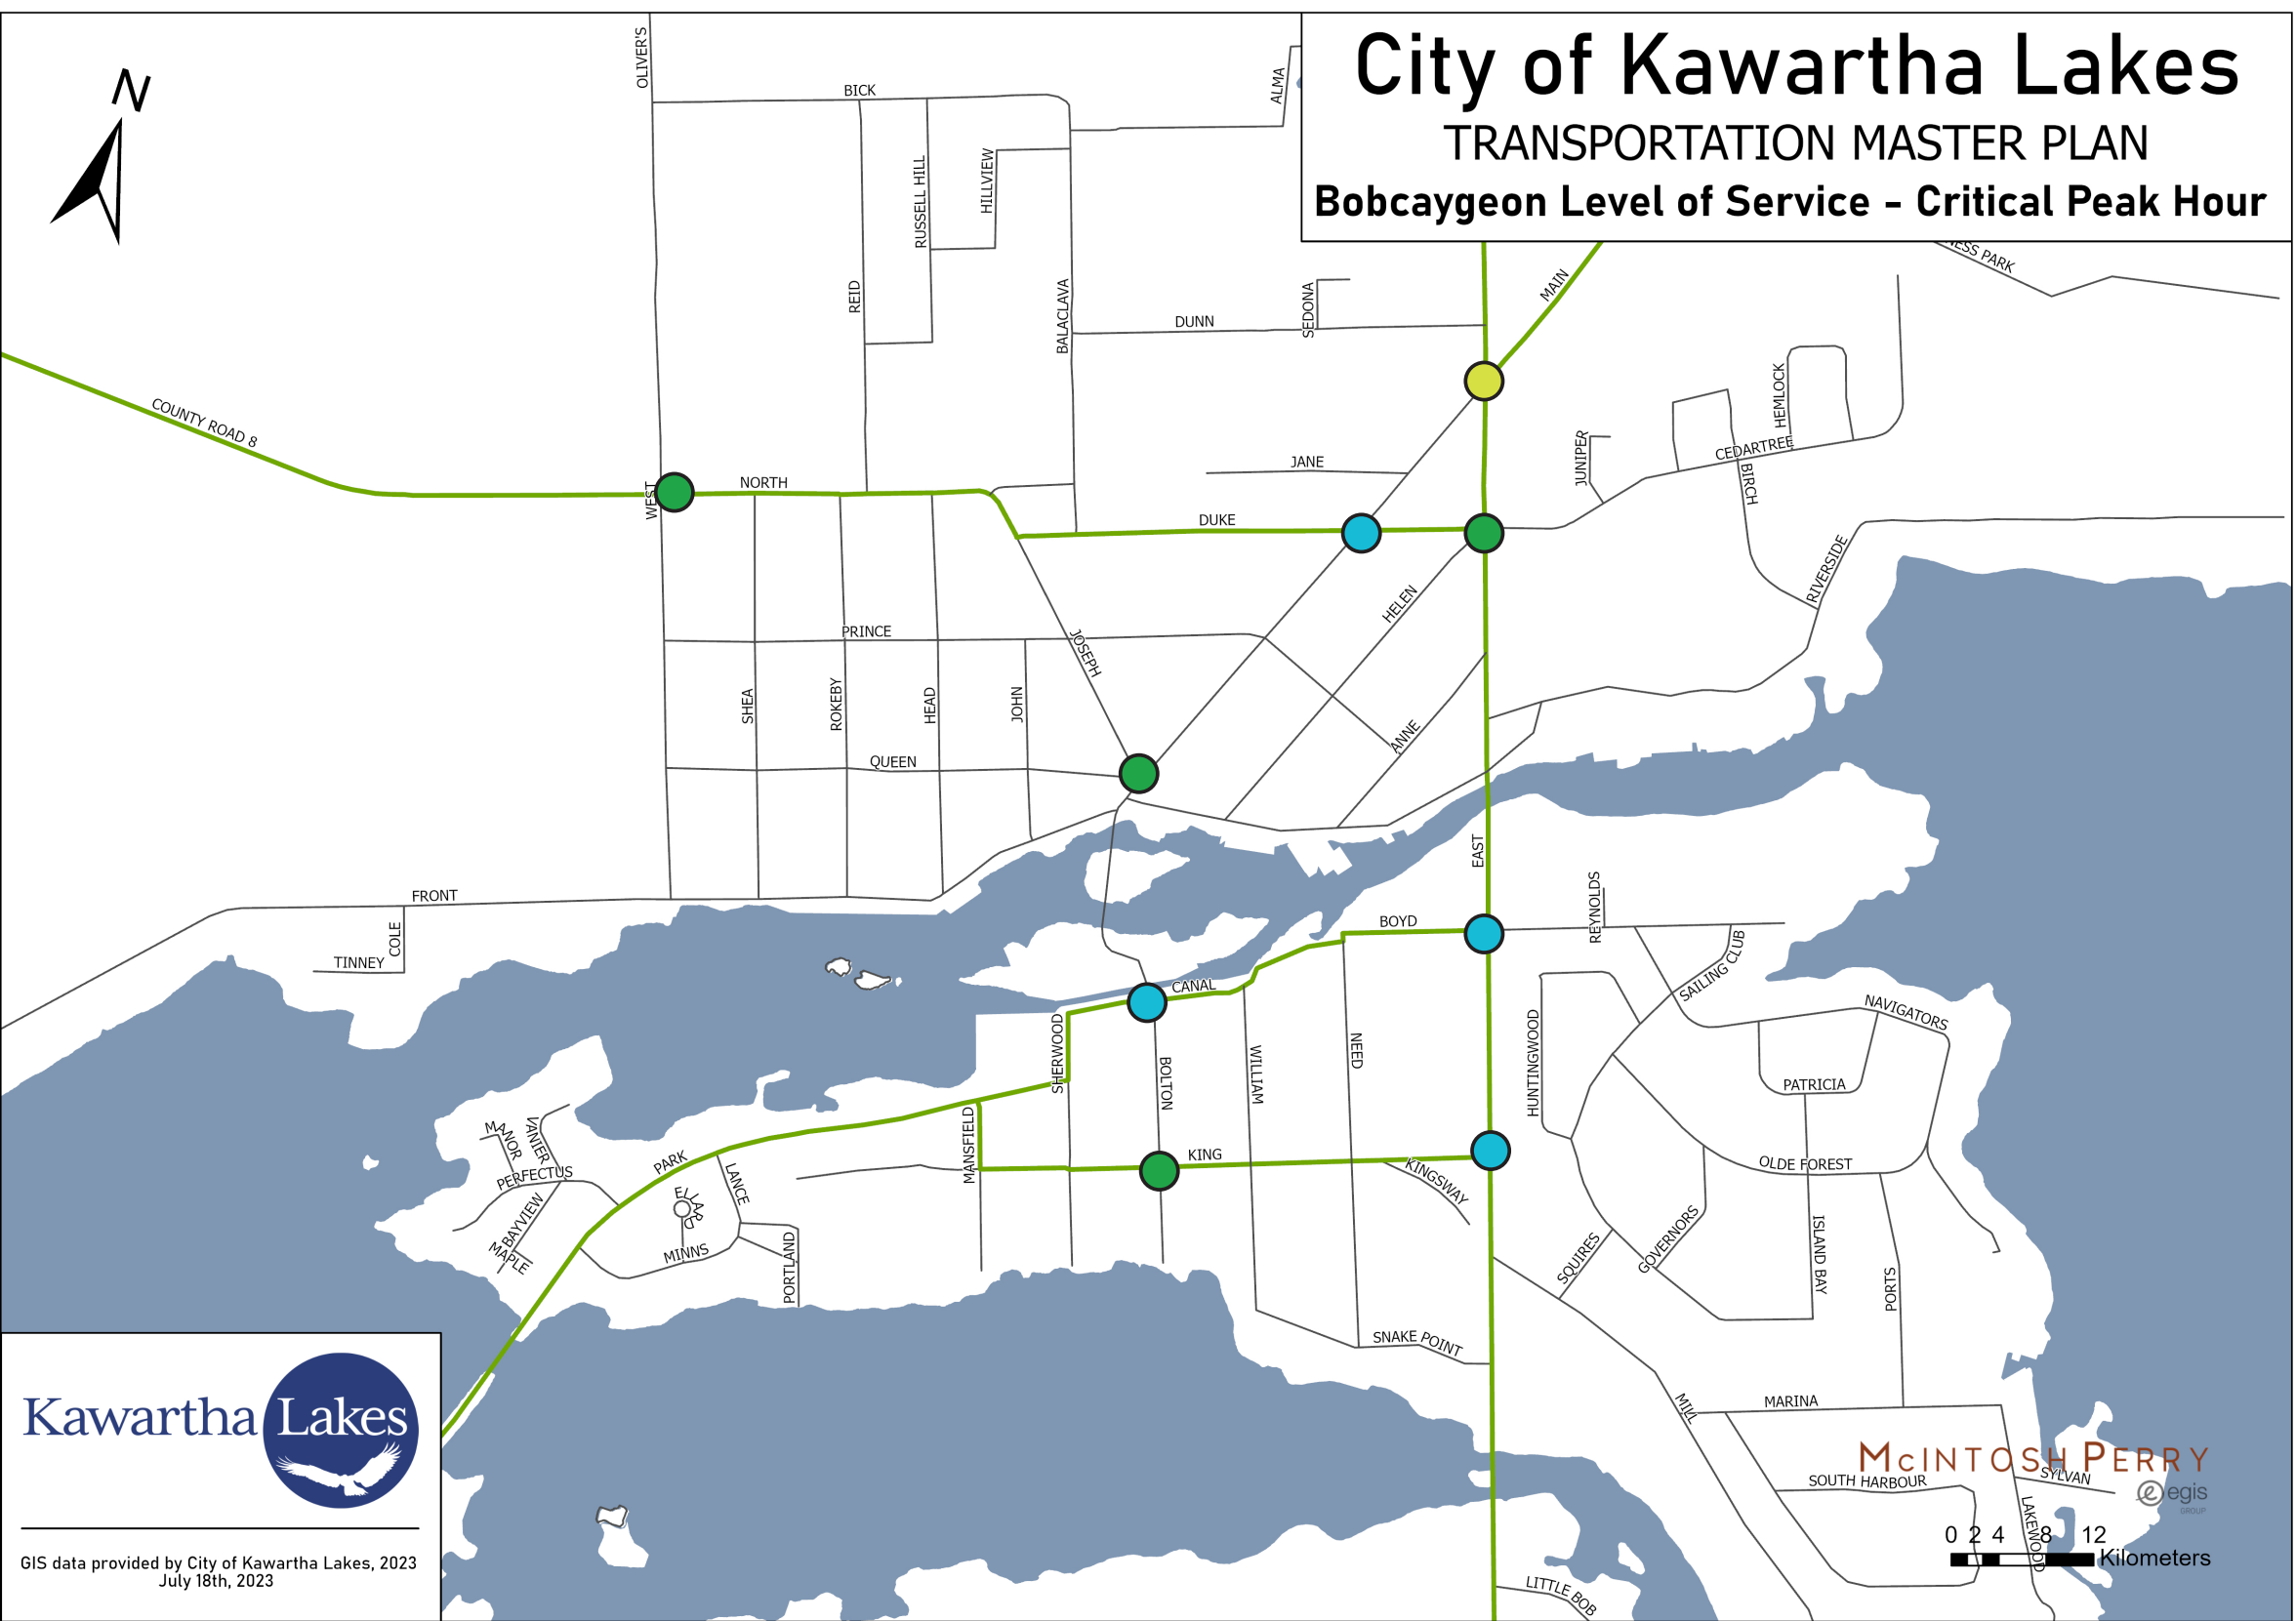 City of Kawartha Lakes
TRANSPORTATION MASTER PLAN
Bobcaygeon Level of Service - Critical Peak Hour
N
OLIVER'S
BICK
ALMA
RUSSELL HILL
HILLVIEW
REID
BALACLAVA
SEDONA
DUNN
MAIN
NESS PARK
COUNTY ROAD 8
WEST
NORTH
JANE
DUKE
JUNIPER
HEMLOCK
CEDARTREE
BIRCH
RIVERSIDE
HELEN
PRINCE
JOSEPH
SHEA
ROKEBY
HEAD
JOHN
ANNE
QUEEN
EAST
FRONT
COLE
TINNEY
BOYD
REYNOLDS
SAILING CLUB
CANAL
NAVIGATORS
SHERWOOD
BOLTON
WILLIAM
NEED
HUNTINGWOOD
PATRICIA
MANOR
VANIER
PERFECTUS
PARK
MANSFIELD
KING
KINGSWAY
OLDE FOREST
LANCE
ELLARD
BAYVIEW
MAPLE
MINNS
PORTLAND
SQUIRES
GOVERNORS
ISLAND BAY
PORTS
SNAKE POINT
MILL
MARINA
SOUTH HARBOUR
SYLVAN
LAKEWOOD
LITTLE BOB
McINTOSH PERRY
egis
GROUP
0 2 4 8 12
Kilometers
Kawartha Lakes
GIS data provided by City of Kawartha Lakes, 2023
July 18th, 2023